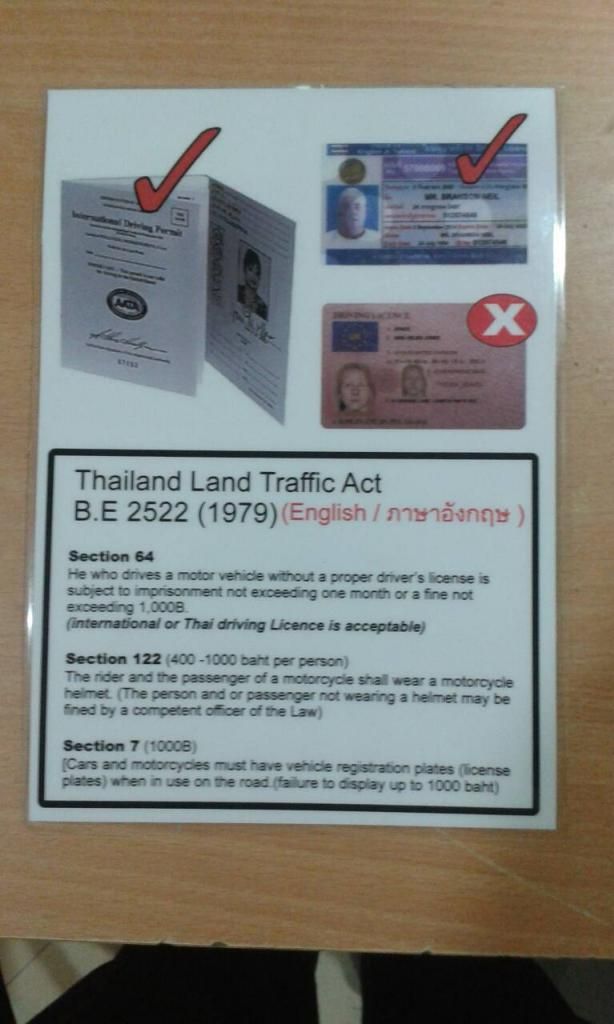 International Driving Permit
AATA
MR. BRANSON NEIL
DRIVING LICENCE
X
Thailand Land Traffic Act
B.E 2522 (1979) (English / ภาษาอังกฤษ )
Section 64
He who drives a motor vehicle without a proper driver's license is
subject to imprisonment not exceeding one month or a fine not
exceeding 1,000B.
(international or Thai driving Licence is acceptable)
Section 122 (400 -1000 baht per person)
The rider and the passenger of a motorcycle shall wear a motorcycle
helmet. (The person and or passenger not wearing a helmet may be
fined by a competent officer of the Law)
Section 7 (1000B)
[Cars and motorcycles must have vehicle registration plates (license
plates) when in use on the road.(failure to display up to 1000 baht)